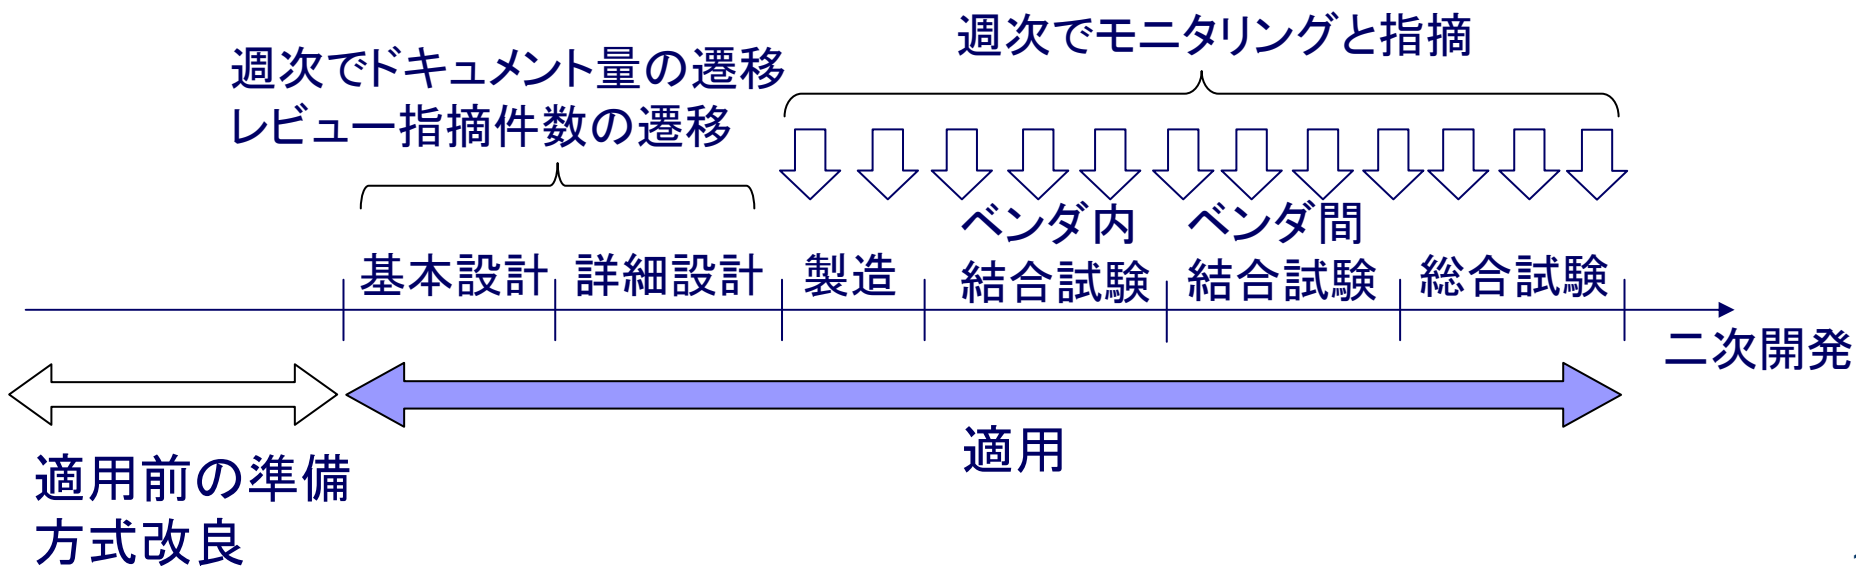 週次でモニタリングと指摘
週次でドキュメント量の遷移
レビュー指摘件数の遷移
基本設計
詳細設計
製造
ベンダ内
結合試験
ベンダ間
結合試験
総合試験
二次開発
適用
適用前の準備
方式改良